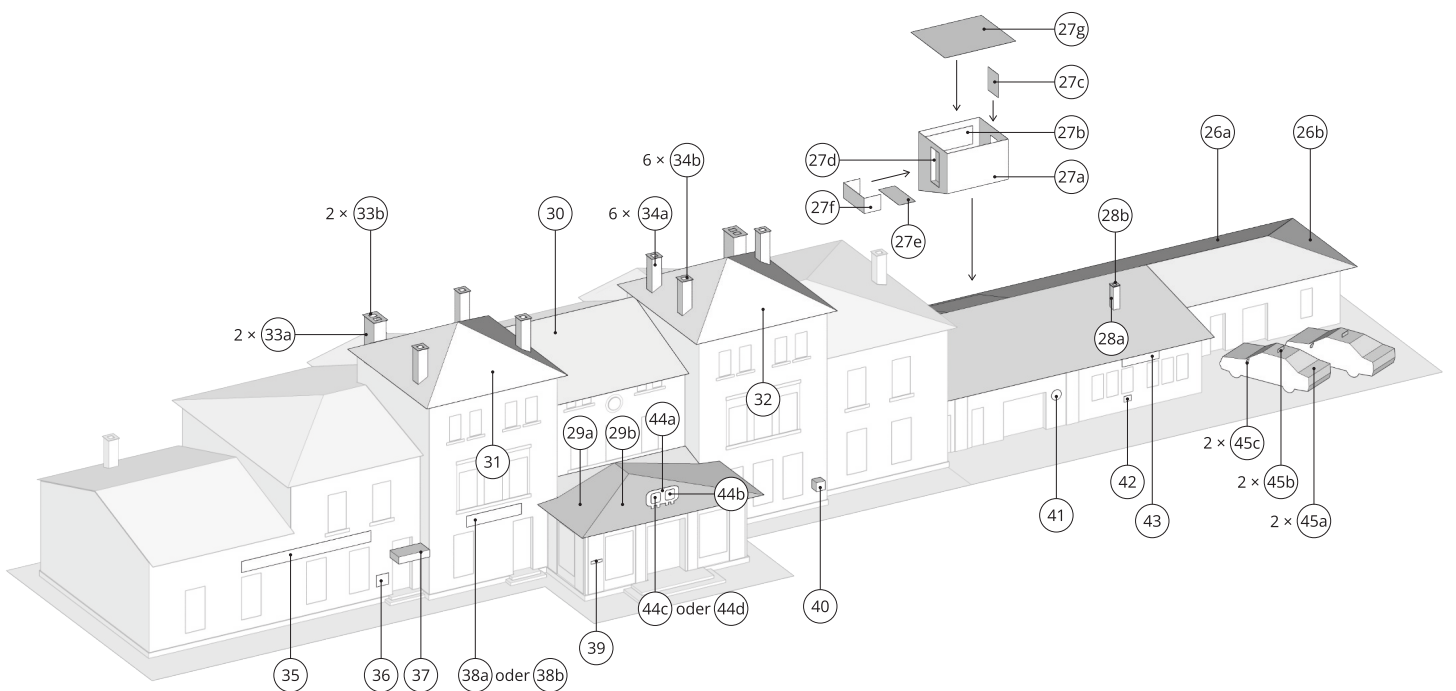 27g
27c
27b
27d
27a
27f
27e
26a
26b
6 × 34b
2 × 33b
30
6 × 34a
28b
2 × 33a
28a
32
29a
29b
44a
31
44b
2 × 45c
42
2 × 45b
41
43
2 × 45a
40
44c oder 44d
39
35
36
37
38a oder 38b